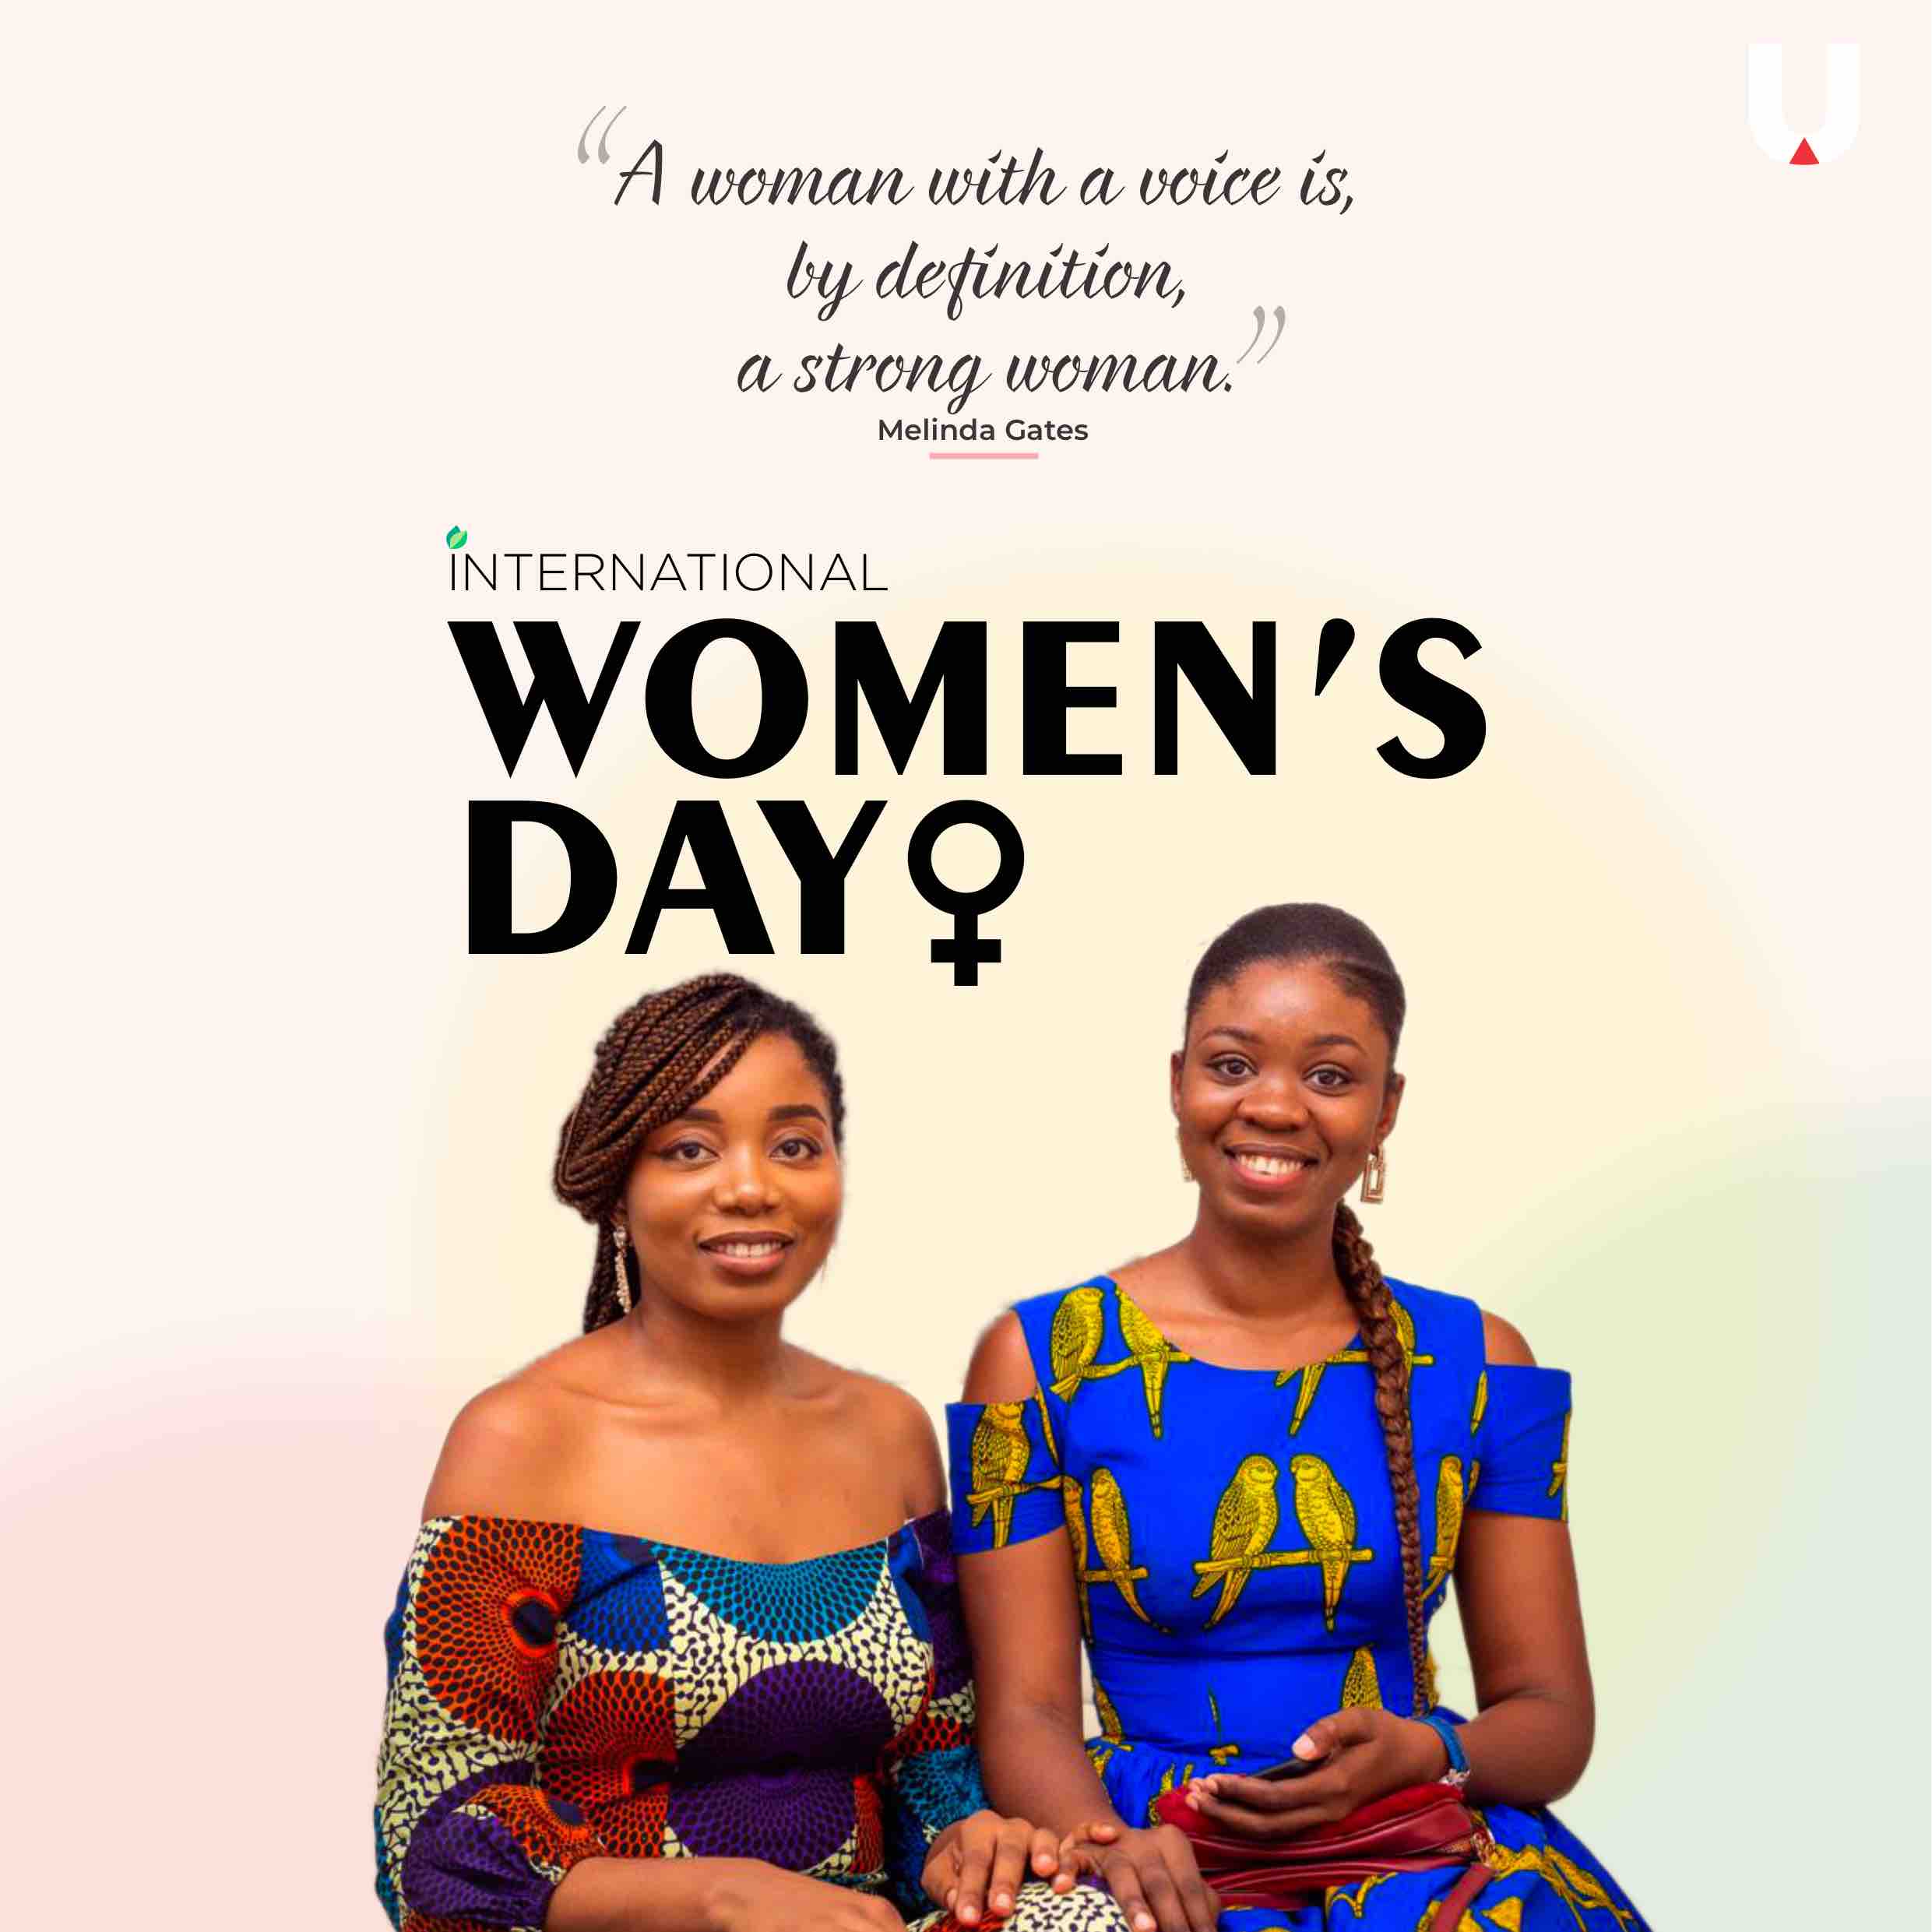 “A woman with a voice is,
by definition,
a strong woman.”
Melinda Gates
INTERNATIONAL
WOMEN'S
DAY♀
U